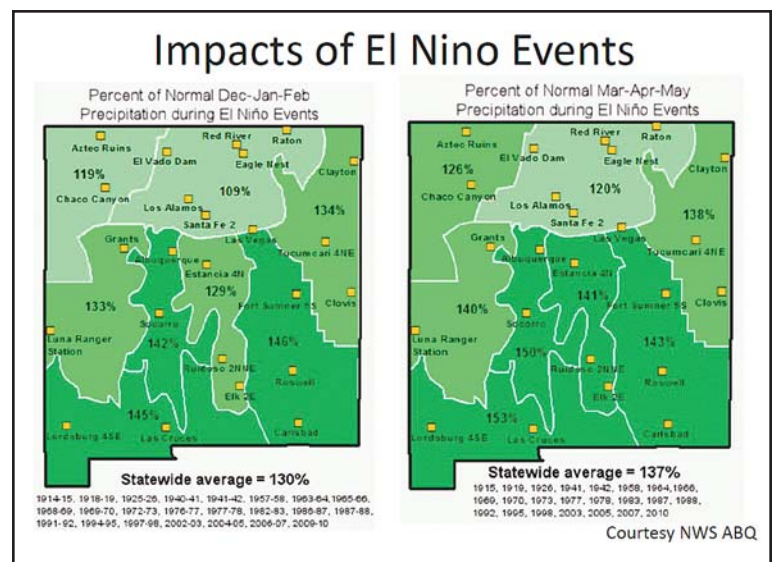 Impacts of El Nino Events
Percent of Normal Dec-Jan-Feb
Precipitation during El Niño Events
Aztec Ruins
El Vado Dam
Red River
Raton
Eagle Nest
Clayton
119%
109%
Chaco Canyon
Los Alamos
Santa Fe 2
134%
Las Vegas
Grants
Albuquerque
Tucumcari 4NE
Estancia 4N
129%
133%
Fort Sumner 5S
Clovis
Socorro
Luna Ranger
Station
142%
146%
Ruidoso 2NNE
Roswell
Elk 2E
145%
Lordsburg 4SE
Las Cruces
Carlsbad
Statewide average = 130%
1914-15, 1918-19, 1925-26, 1940-41, 1941-42, 1957-58, 1963-64, 1965-66,
1968-69, 1969-70, 1972-73, 1976-77, 1977-78, 1982-83, 1986-87, 1987-88,
1991-92, 1994-95, 1997-98, 2002-03, 2004-05, 2006-07, 2009-10
Percent of Normal Mar-Apr-May
Precipitation during El Niño Events
Aztec Ruins
El Vado Dam
Red River
Raton
Eagle Nest
Clayton
126%
120%
Chaco Canyon
Los Alamos
Santa Fe 2
138%
Las Vegas
Grants
Albuquerque
Tucumcari 4NE
Estancia 4N
141%
140%
Fort Sumner 5S
Clovis
Socorro
Luna Ranger
Station
150%
143%
Ruidoso 2NNE
Roswell
Elk 2E
153%
Lordsburg 4SE
Las Cruces
Carlsbad
Statewide average = 137%
1915, 1919, 1926, 1941, 1942, 1958, 1964, 1966,
1969, 1970, 1973, 1977, 1978, 1983, 1987, 1988,
1992, 1995, 1998, 2003, 2005, 2007, 2010
Courtesy NWS ABQ